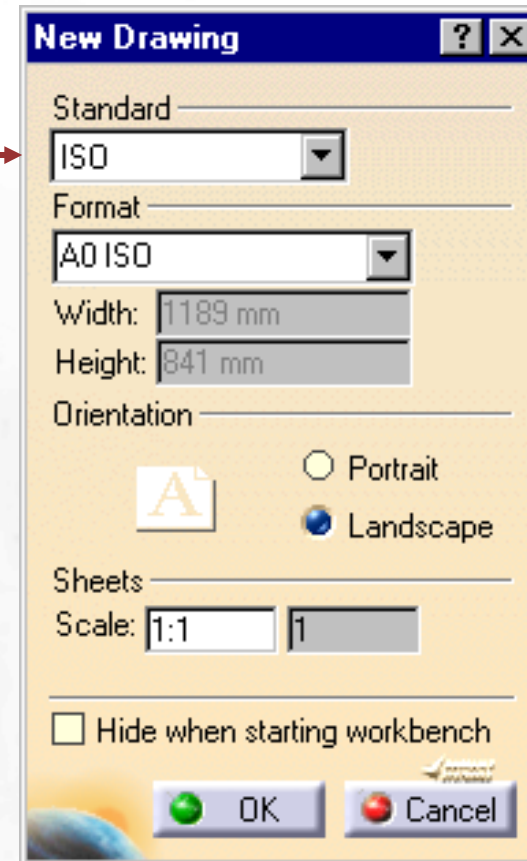 New Drawing ? X
Standard
ISO
Format
A0 ISO
Width: 1189 mm
Height: 841 mm
Orientation
A
Portrait
Landscape
Sheets
Scale: 1:1 1
Hide when starting workbench
OK Cancel